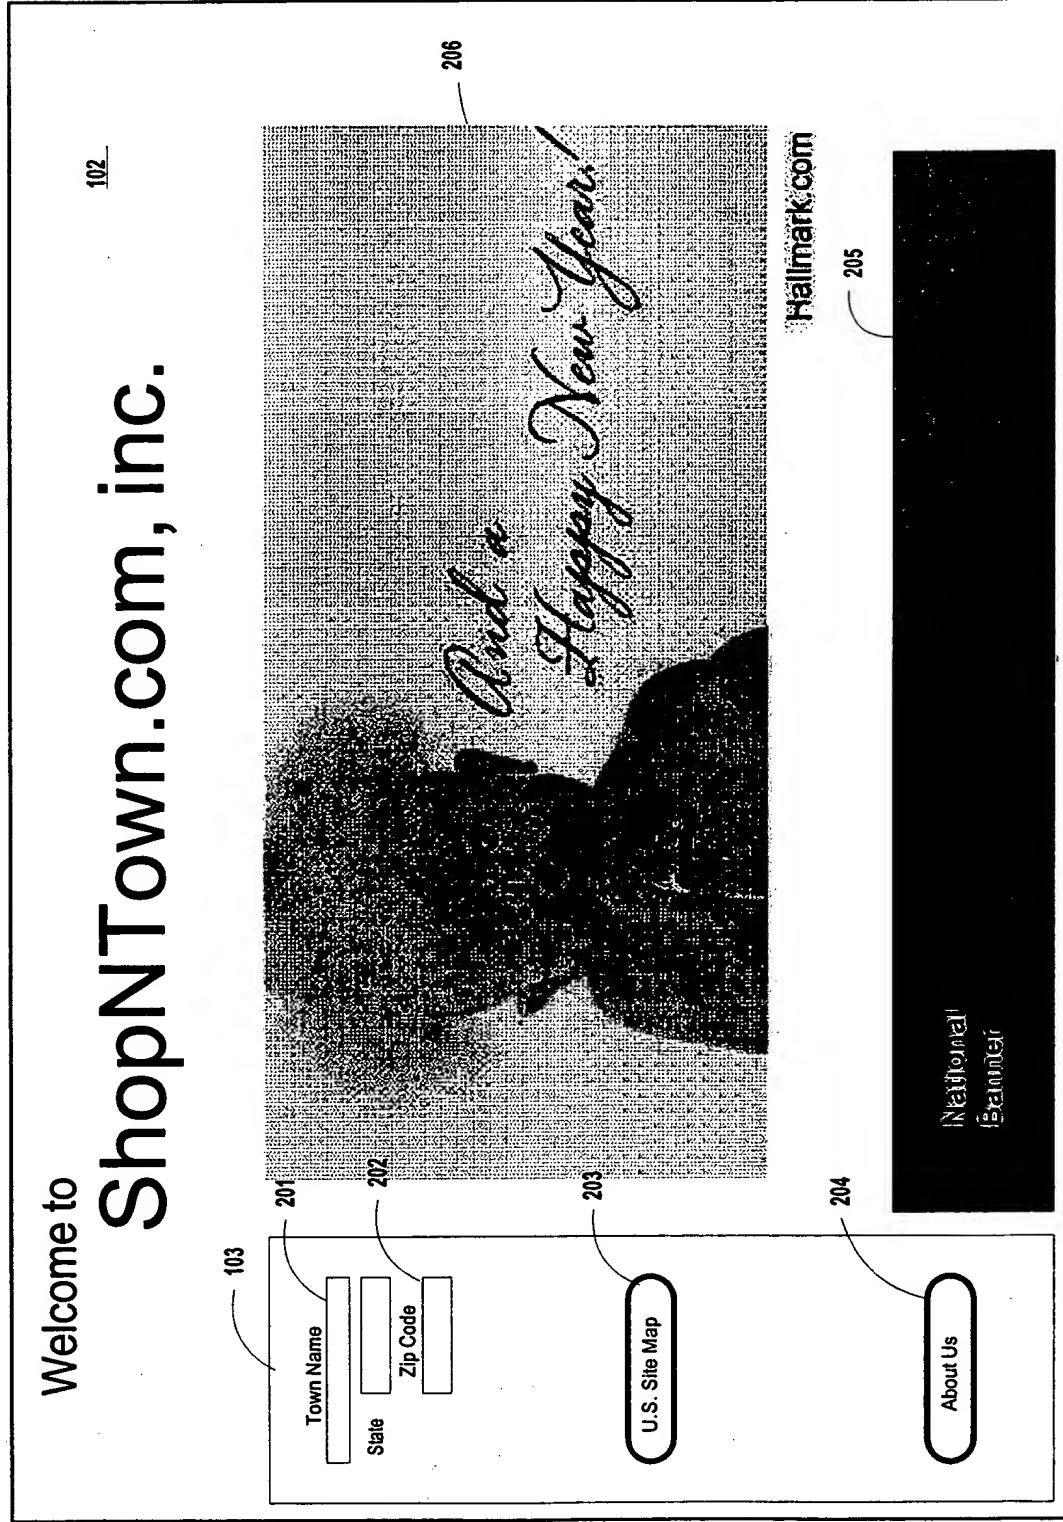 Welcome to
ShopNTown.com, inc.
102
103
201
Town Name
State
202
Zip Code
203
U.S. Site Map
204
About Us
206
And a
Happy New Year!
Hallmark.com
205
National
Banner